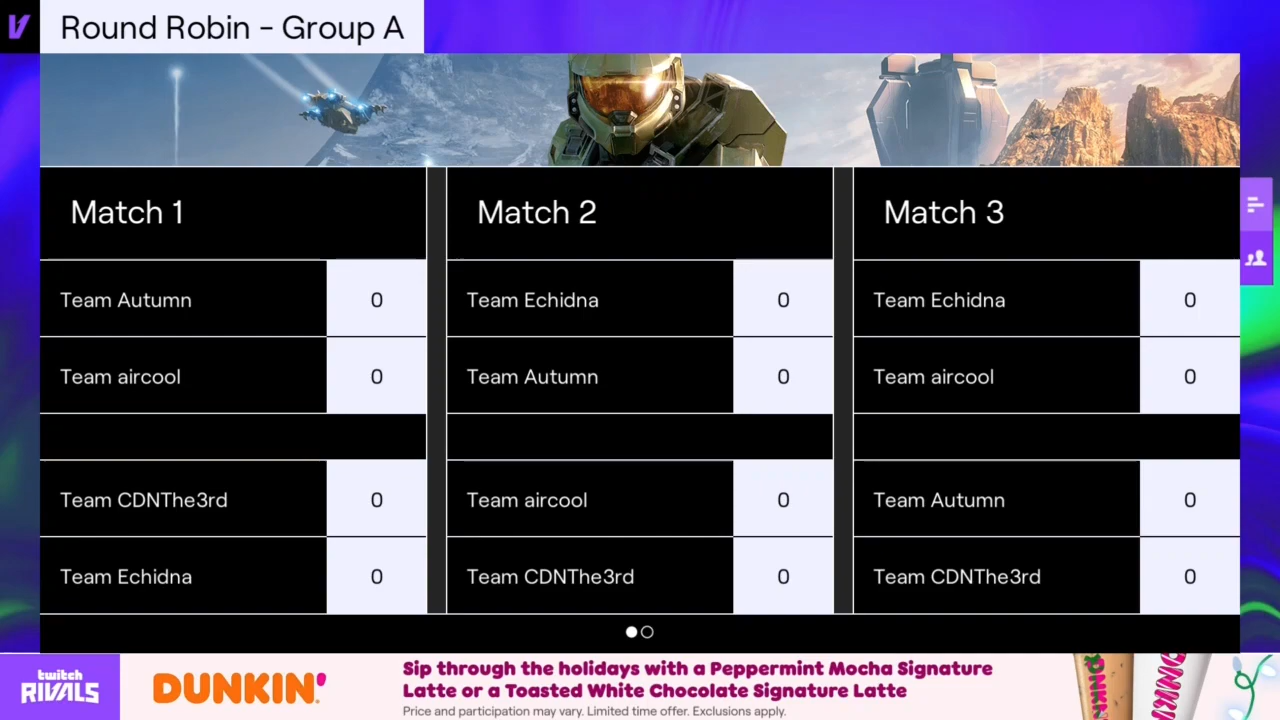 Round Robin - Group A
Match 1
Team Autumn 0
Team aircool 0
Team CDNThe3rd 0
Team Echidna 0
Match 2
Team Echidna 0
Team Autumn 0
Team aircool 0
Team CDNThe3rd 0
Match 3
Team Echidna 0
Team aircool 0
Team Autumn 0
Team CDNThe3rd 0
twitch
RIVALS
DUNKIN'
Sip through the holidays with a Peppermint Mocha Signature
Latte or a Toasted White Chocolate Signature Latte
Price and participation may vary. Limited time offer. Exclusions apply.